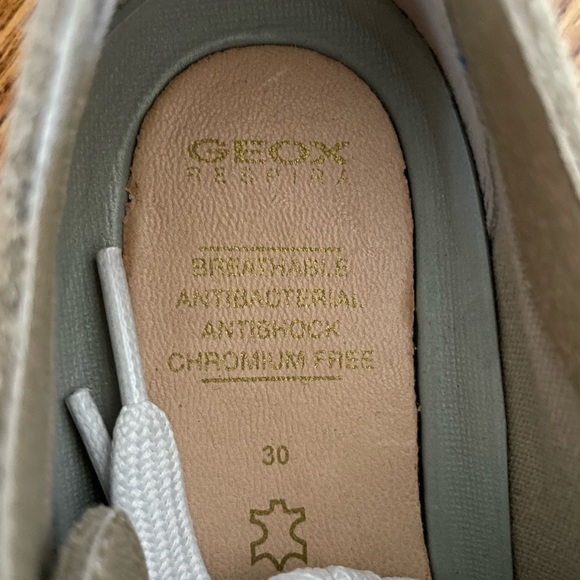 GEOX
RESPIRA
BREATHABLE
ANTIBACTERIAL
ANTISHOCK
CHROMIUM FREE
30